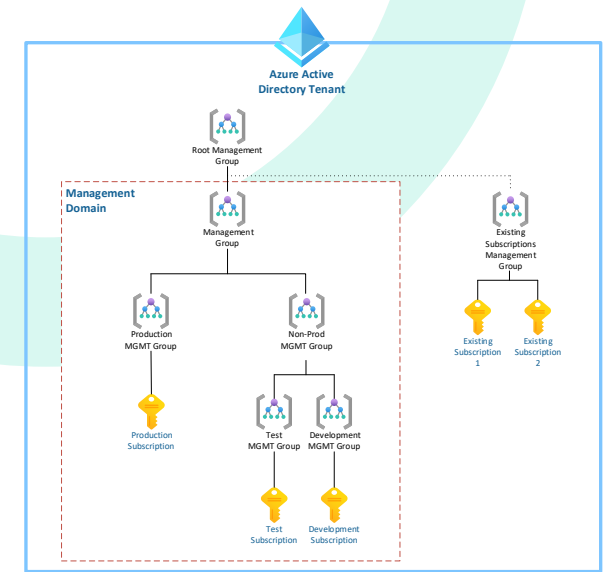 Azure Active
Directory Tenant
Root Management
Group
Management
Domain
Management
Group
Existing
Subscriptions
Management
Group
Production
MGMT Group
Non-Prod
MGMT Group
Existing
Subscription
1
Existing
Subscription
2
Test
MGMT Group
Development
MGMT Group
Production
Subscription
Test
Subscription
Development
Subscription